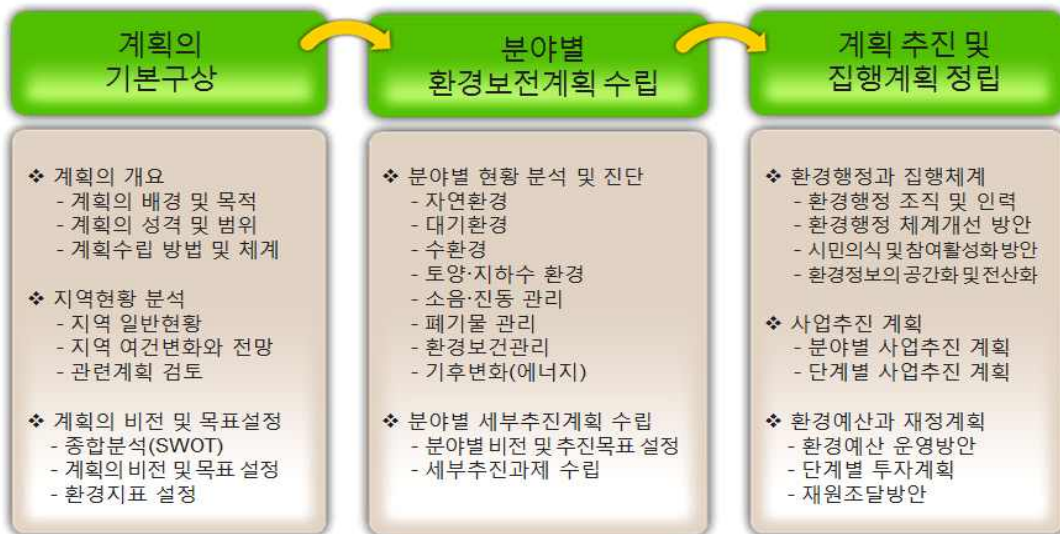 계획의
기본구상
❖ 계획의 개요
- 계획의 배경 및 목적
- 계획의 성격 및 범위
- 계획수립 방법 및 체계
❖ 지역현황 분석
- 지역 일반현황
- 지역 여건변화와 전망
- 관련계획 검토
❖ 계획의 비전 및 목표설정
- 종합분석(SWOT)
- 계획의 비전 및 목표 설정
- 환경지표 설정
분야별
환경보전계획 수립
❖ 분야별 현황 분석 및 진단
- 자연환경
- 대기환경
- 수환경
- 토양·지하수 환경
- 소음·진동 관리
- 폐기물 관리
- 환경보건관리
- 기후변화(에너지)
❖ 분야별 세부추진계획 수립
- 분야별 비전 및 추진목표 설정
- 세부추진과제 수립
계획 추진 및
집행계획 정립
❖ 환경행정과 집행체계
- 환경행정 조직 및 인력
- 환경행정 체계개선 방안
- 시민의식 및 참여활성화 방안
- 환경정보의 공간화 및 전산화
❖ 사업추진 계획
- 분야별 사업추진 계획
- 단계별 사업추진 계획
❖ 환경예산과 재정계획
- 환경예산 운영방안
- 단계별 투자계획
- 재원조달방안